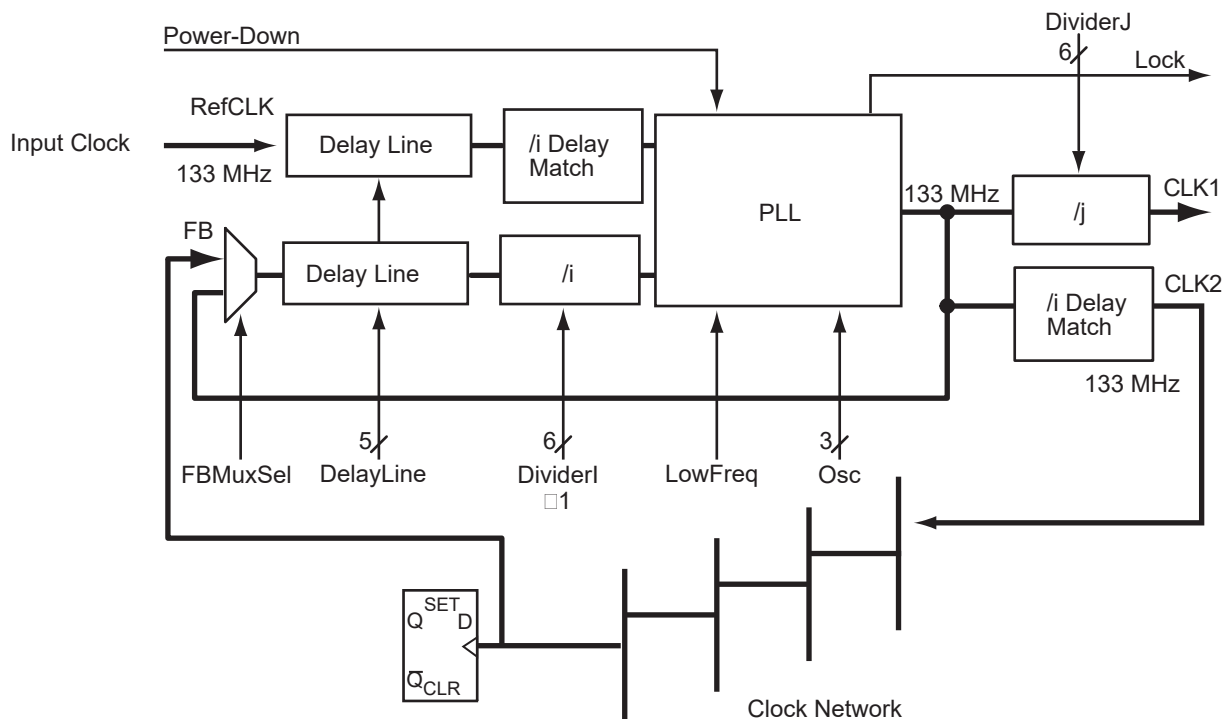 Power-Down
DividerJ
6
Lock
RefCLK
Input Clock
133 MHz
Delay Line
/i Delay
Match
PLL
133 MHz
/j
CLK1
FB
Delay Line
/i
/i Delay
Match
CLK2
133 MHz
5
6
3
FBMuxSel
DelayLine
DividerI
□1
LowFreq
Osc
Q SET D
Q̅ CLR
Clock Network